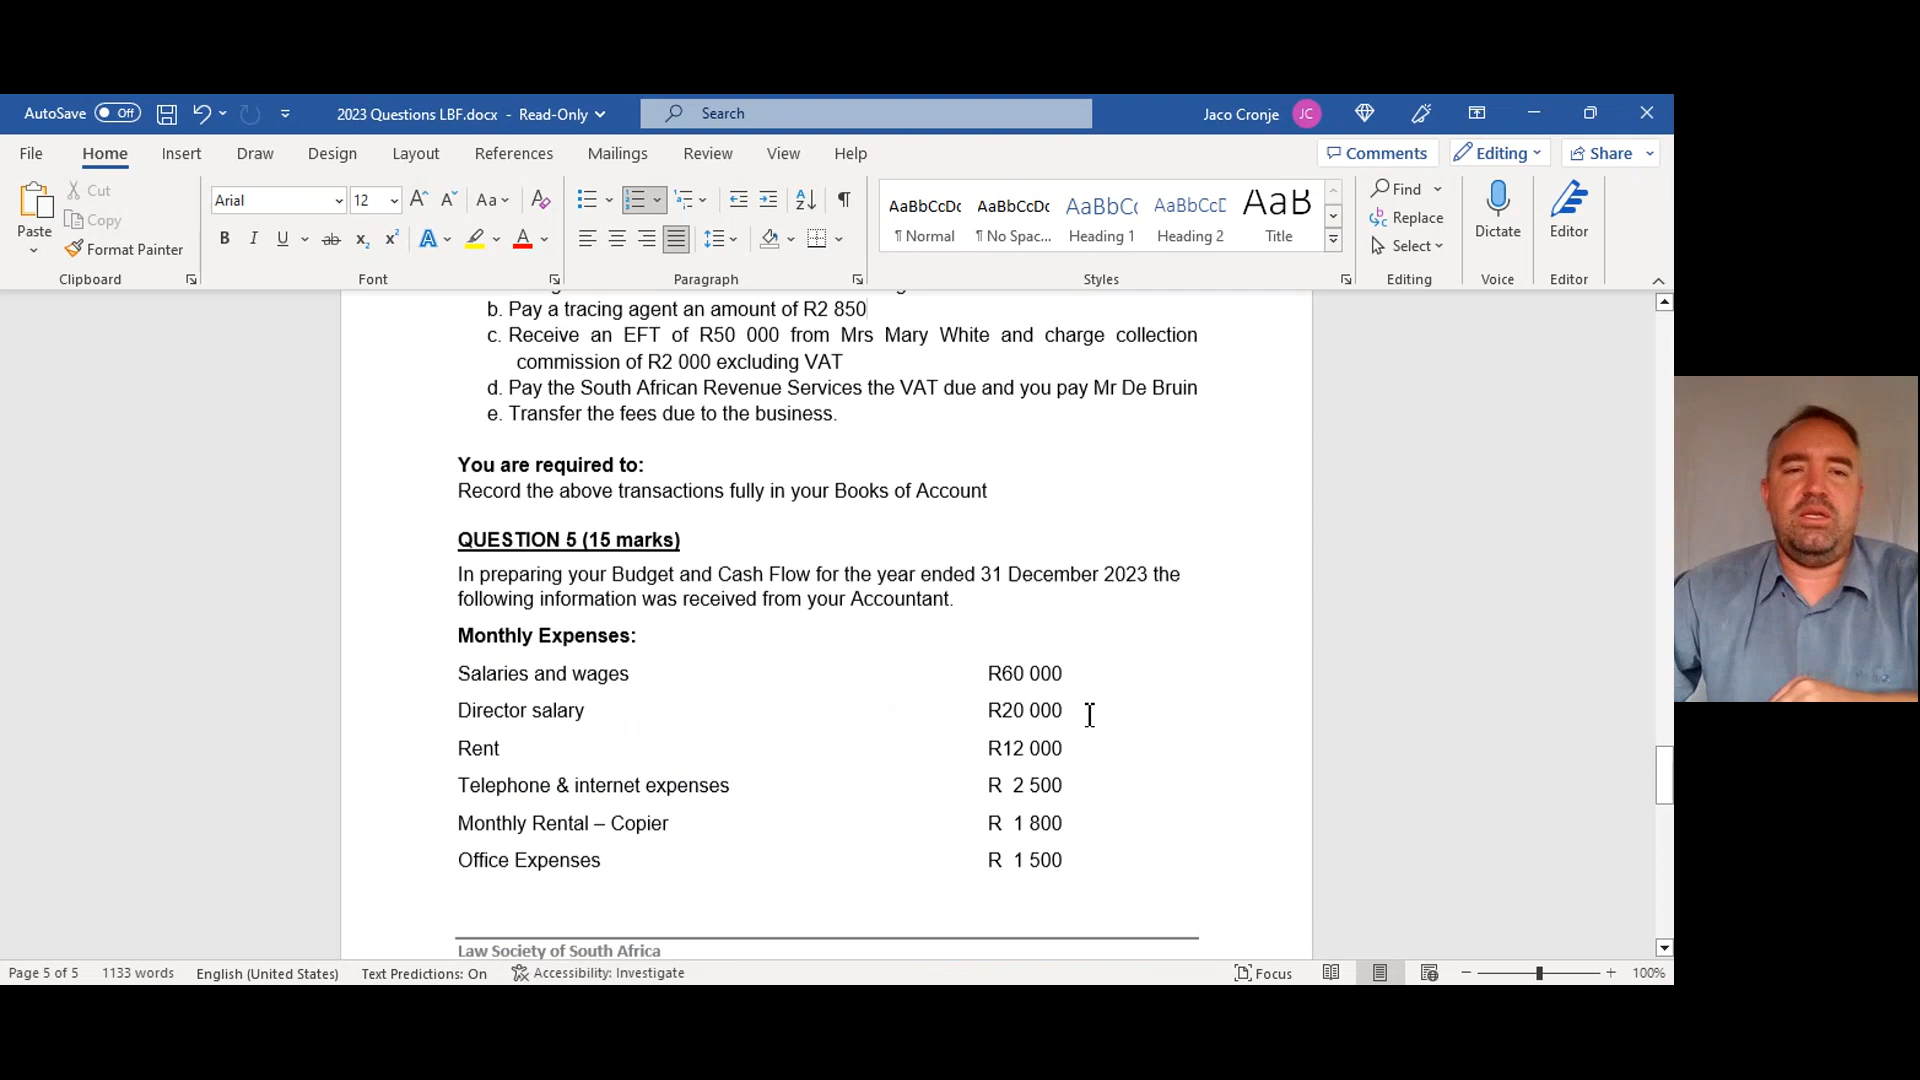 AutoSave Off 2023 Questions LBF.docx - Read-Only Search Jaco Cronje JC
File Home Insert Draw Design Layout References Mailings Review View Help Comments Editing Share
Paste Cut Copy Format Painter
Clipboard
Arial 12 Aa
B I U ab x₂ x² A A
Font
Paragraph
AaBbCcDc AaBbCcDc AaBbCc AaBbCcD AaB
¶ Normal ¶ No Spac... Heading 1 Heading 2 Title
Styles
Find Replace Select
Editing
Dictate
Voice
Editor
Editor
b. Pay a tracing agent an amount of R2 850
c. Receive an EFT of R50 000 from Mrs Mary White and charge collection
commission of R2 000 excluding VAT
d. Pay the South African Revenue Services the VAT due and you pay Mr De Bruin
e. Transfer the fees due to the business.
You are required to:
Record the above transactions fully in your Books of Account
QUESTION 5 (15 marks)
In preparing your Budget and Cash Flow for the year ended 31 December 2023 the
following information was received from your Accountant.
Monthly Expenses:
Salaries and wages R60 000
Director salary R20 000
Rent R12 000
Telephone & internet expenses R 2 500
Monthly Rental – Copier R 1 800
Office Expenses R 1 500
Law Society of South Africa
Page 5 of 5 1133 words English (United States) Text Predictions: On Accessibility: Investigate Focus 100%